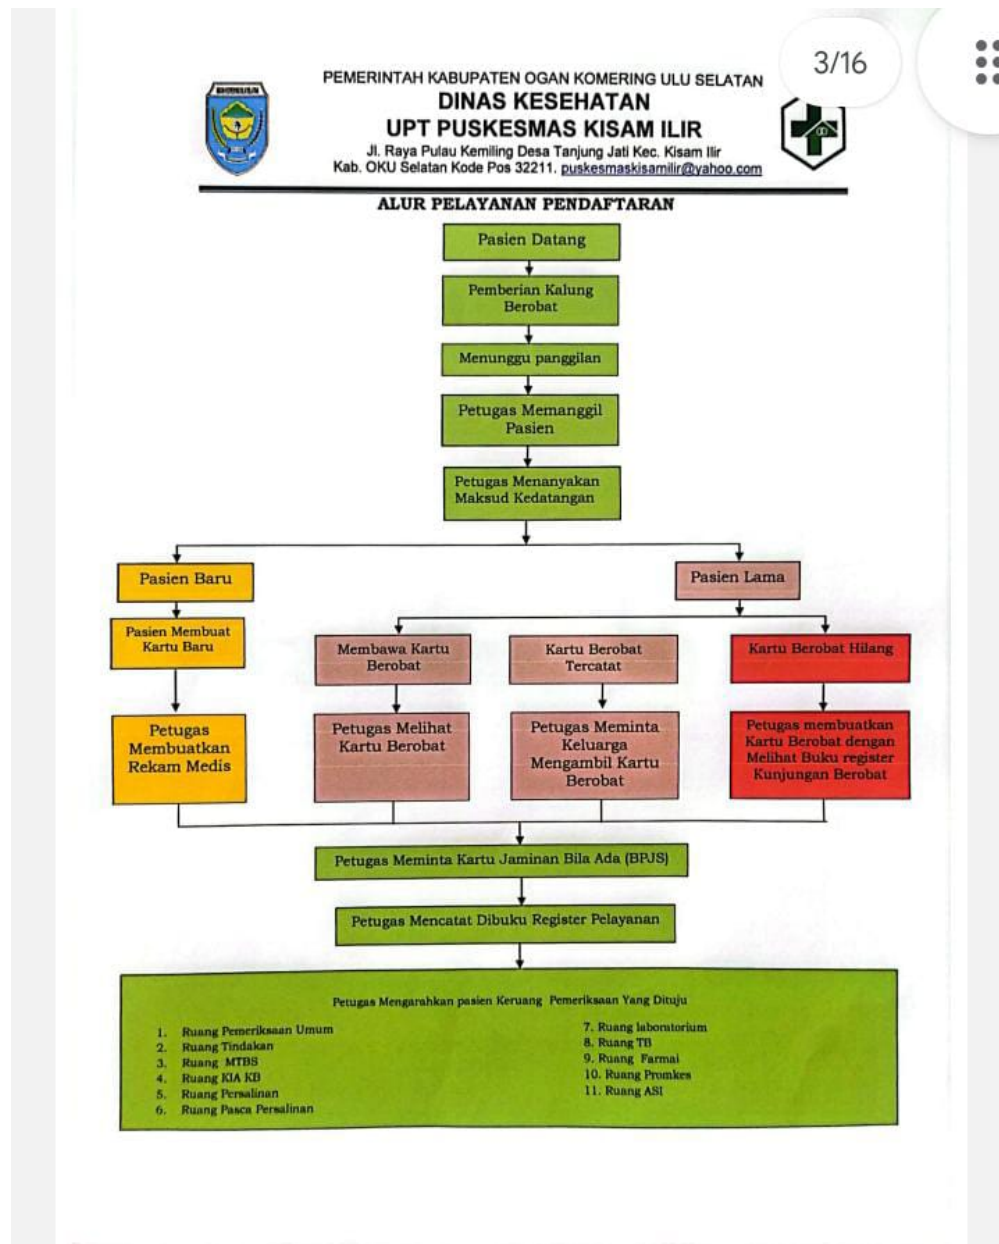 3/16
PEMERINTAH KABUPATEN OGAN KOMERING ULU SELATAN
DINAS KESEHATAN
UPT PUSKESMAS KISAM ILIR
Jl. Raya Pulau Kemiling Desa Tanjung Jati Kec. Kisam Ilir
Kab. OKU Selatan Kode Pos 32211. puskesmaskisamilir@yahoo.com
ALUR PELAYANAN PENDAFTARAN
Pasien Datang
Pemberian Kalung
Berobat
Menunggu panggilan
Petugas Memanggil
Pasien
Petugas Menanyakan
Maksud Kedatangan
Pasien Baru
Pasien Lama
Pasien Membuat
Kartu Baru
Membawa Kartu
Berobat
Kartu Berobat
Tercatat
Kartu Berobat Hilang
Petugas
Membuatkan
Rekam Medis
Petugas Melihat
Kartu Berobat
Petugas Meminta
Keluarga
Mengambil Kartu
Berobat
Petugas membuatkan
Kartu Berobat dengan
Melihat Buku register
Kunjungan Berobat
Petugas Meminta Kartu Jaminan Bila Ada (BPJS)
Petugas Mencatat Dibuku Register Pelayanan
Petugas Mengarahkan pasien Keruang Pemeriksaan Yang Dituju
1. Ruang Pemeriksaan Umum
2. Ruang Tindakan
3. Ruang MTBS
4. Ruang KIA KB
5. Ruang Persalinan
6. Ruang Pasca Persalinan
7. Ruang laboratorium
8. Ruang TB
9. Ruang Farmai
10. Ruang Promkes
11. Ruang ASI